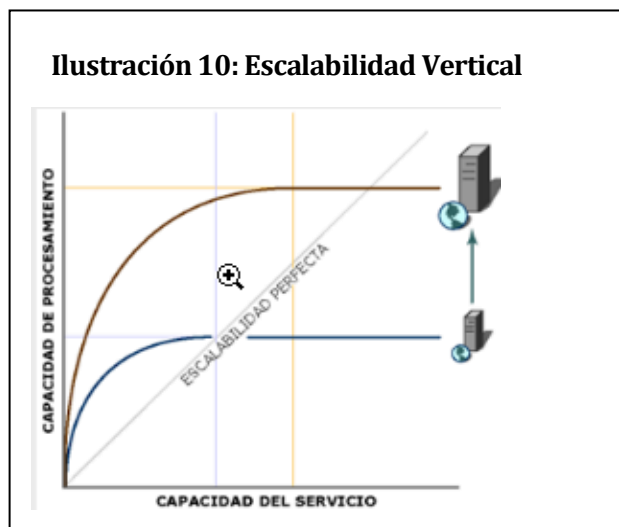 Ilustración 10: Escalabilidad Vertical
CAPACIDAD DE PROCESAMIENTO
ESCALABILIDAD PERFECTA
CAPACIDAD DEL SERVICIO